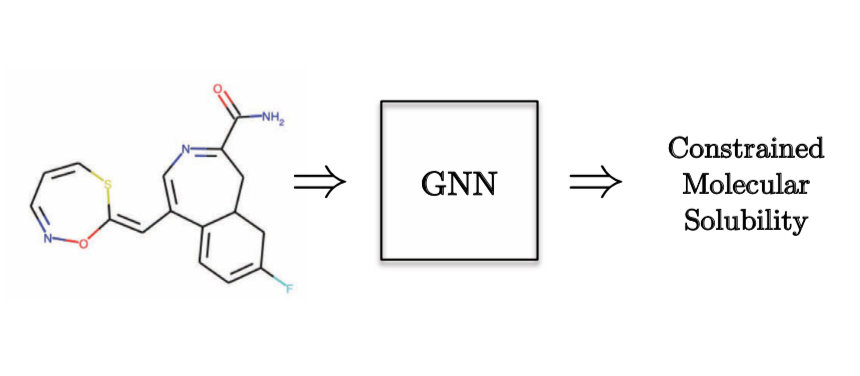 O
NH2
N
S
N
O
F
GNN
Constrained
Molecular
Solubility